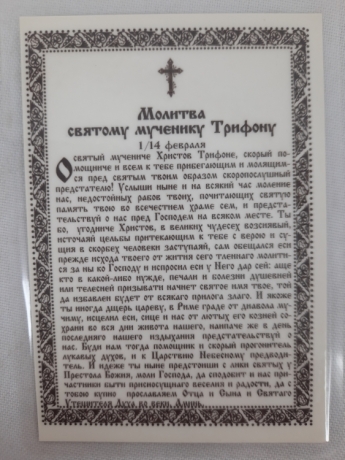 Молитва
святому мученику Трифону
1/14 февраля
О святый мучениче Христов Трифоне, скорый по-
мощниче и всем к тебе прибегающим и молящим-
ся пред святым твоим образом скоропослушный
предстателю! Услыши ныне и на всякий час моление
нас, недостойных рабов твоих, почитающих святую
память твою во всечестнем храме сем, и предста-
тельствуй о нас пред Господем на всяком месте. Ты
бо, угодниче Христов, в великих чудесех возсиявый,
источаяй цельбы притекающим к тебе с верою и су-
щия в скорбех человеки заступаяй, сам обещался еси
прежде исхода твоего от жития сего тленнаго молити-
ся за ны ко Господу и испросил еси у Него дар сей: аще
кто в какой-либо нужде, печали и болезни душевней
или телесней призывати начнет святое имя твое, той
да избавлен будет от всякаго прилога злаго. И якоже
ты иногда дщерь цареву, в Риме граде от диавола му-
чиму, исцелил еси, сице и нас от лютых его козней со-
храни во вся дни живота нашего, наипаче же в день
последняго нашего издыхания предстательствуй о
нас. Буди нам тогда помощник и скорый прогонитель
лукавых духов, и к Царствию Небесному предводи-
тель. И идеже ты ныне предстоиши с лики святых у
Престола Божия, моли Господа, да сподобит и нас при-
частники быти присносущнаго веселия и радости, да с
тобою купно прославляем Отца и Сына и Святаго
Утешителя Духа во веки. Аминь.